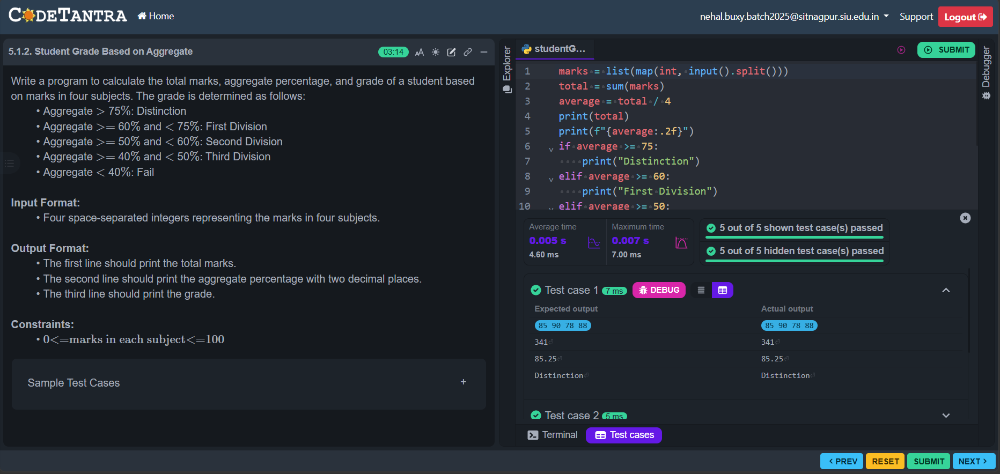 CODETANTRA
Home
nehal.buxy.batch2025@sitnagpur.siu.edu.in
Support
Logout
5.1.2. Student Grade Based on Aggregate
03:14
Write a program to calculate the total marks, aggregate percentage, and grade of a student based
on marks in four subjects. The grade is determined as follows:
• Aggregate > 75%: Distinction
• Aggregate >= 60% and < 75%: First Division
• Aggregate >= 50% and < 60%: Second Division
• Aggregate >= 40% and < 50%: Third Division
• Aggregate < 40%: Fail
Input Format:
• Four space-separated integers representing the marks in four subjects.
Output Format:
• The first line should print the total marks.
• The second line should print the aggregate percentage with two decimal places.
• The third line should print the grade.
Constraints:
• 0<=marks in each subject<=100
Sample Test Cases
+
Explorer
studentG...
SUBMIT
Debugger
1 marks = list(map(int, input().split()))
2 total = sum(marks)
3 average = total / 4
4 print(total)
5 print(f"{average:.2f}")
6 if average >= 75:
7 print("Distinction")
8 elif average >= 60:
9 print("First Division")
10 elif average >= 50:
Average time
0.005 s
4.60 ms
Maximum time
0.007 s
7.00 ms
5 out of 5 shown test case(s) passed
5 out of 5 hidden test case(s) passed
Test case 1 7 ms DEBUG
Expected output Actual output
85 90 78 88 85 90 78 88
341 341
85.25 85.25
Distinction Distinction
Test case 2 5 ms
Terminal Test cases
< PREV RESET SUBMIT NEXT >